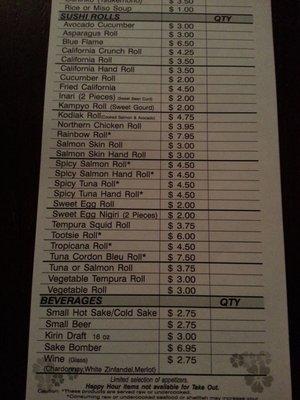 (Tsukemono) $ 3.50
Rice or Miso Soup $ 1.00
SUSHI ROLLS QTY
Avocado Cucumber $ 3.00
Asparagus Roll $ 3.00
Blue Flame $ 6.50
California Crunch Roll $ 4.25
California Roll $ 3.50
California Hand Roll $ 3.50
Cucumber Roll $ 2.00
Fried California $ 4.50
Inari (2 Pieces) (Sweet Bean Curd) $ 2.00
Kampyo Roll (Sweet Gourd) $ 2.00
Kodiak Roll (Cooked Salmon & Avocado) $ 4.75
Northern Chicken Roll $ 3.95
Rainbow Roll* $ 7.95
Salmon Skin Roll $ 3.00
Salmon Skin Hand Roll $ 3.00
Spicy Salmon Roll* $ 4.50
Spicy Salmon Hand Roll* $ 4.50
Spicy Tuna Roll* $ 4.50
Spicy Tuna Hand Roll* $ 4.50
Sweet Egg Roll $ 2.00
Sweet Egg Nigiri (2 Pieces) $ 2.00
Tempura Squid Roll $ 3.75
Tootsie Roll* $ 6.00
Tropicana Roll* $ 4.50
Tuna Cordon Bleu Roll* $ 7.50
Tuna or Salmon Roll $ 3.75
Vegetable Tempura Roll $ 3.00
Vegetable Roll $ 3.00
BEVERAGES QTY
Small Hot Sake/Cold Sake $ 2.75
Small Beer $ 2.75
Kirin Draft 16 oz $ 3.00
Sake Bomber $ 6.95
Wine (Glass) $ 2.75
(Chardonnay, White Zinfandel, Merlot)
Limited selection of appetizers.
Happy Hour items not available for Take Out.
Caution: *These products are served raw or undercooked.
*Consuming raw or undercooked seafood or shellfish may increase your